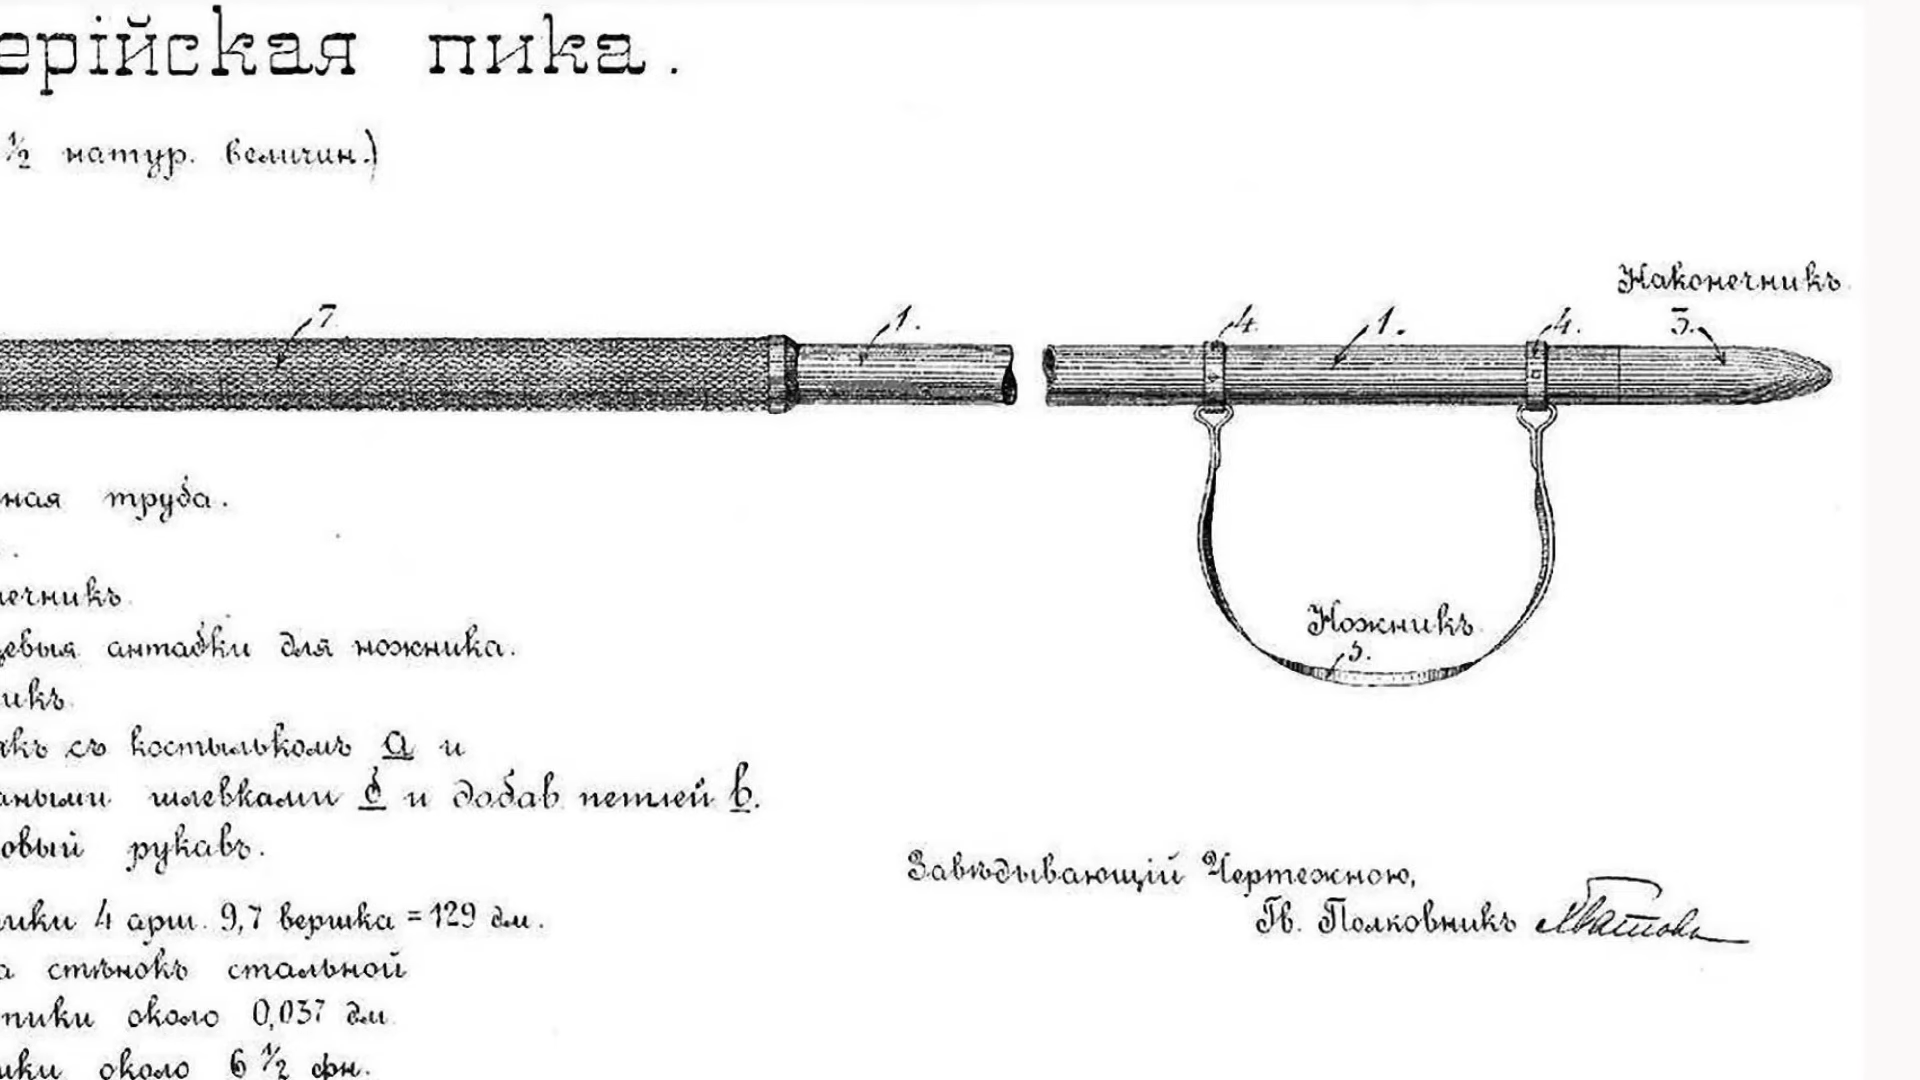 ерійская пика.
½ натур. величин.)
Наконечникъ
7 1. 4. 1. 4. 3.
ная труба.
ечникъ
евыя антабки для ножника.
Ножникъ
5.
икъ
къ съ костылькомъ а и
аными шлевками б и добав петлей в.
овый рукавъ.
Завѣдывающій Чертежною,
Гв. Полковникъ
пики 4 арш. 9,7 вершка = 129 дм.
а стѣнокъ стальной
пики около 0,037 дм
ики около 6 ½ фн.